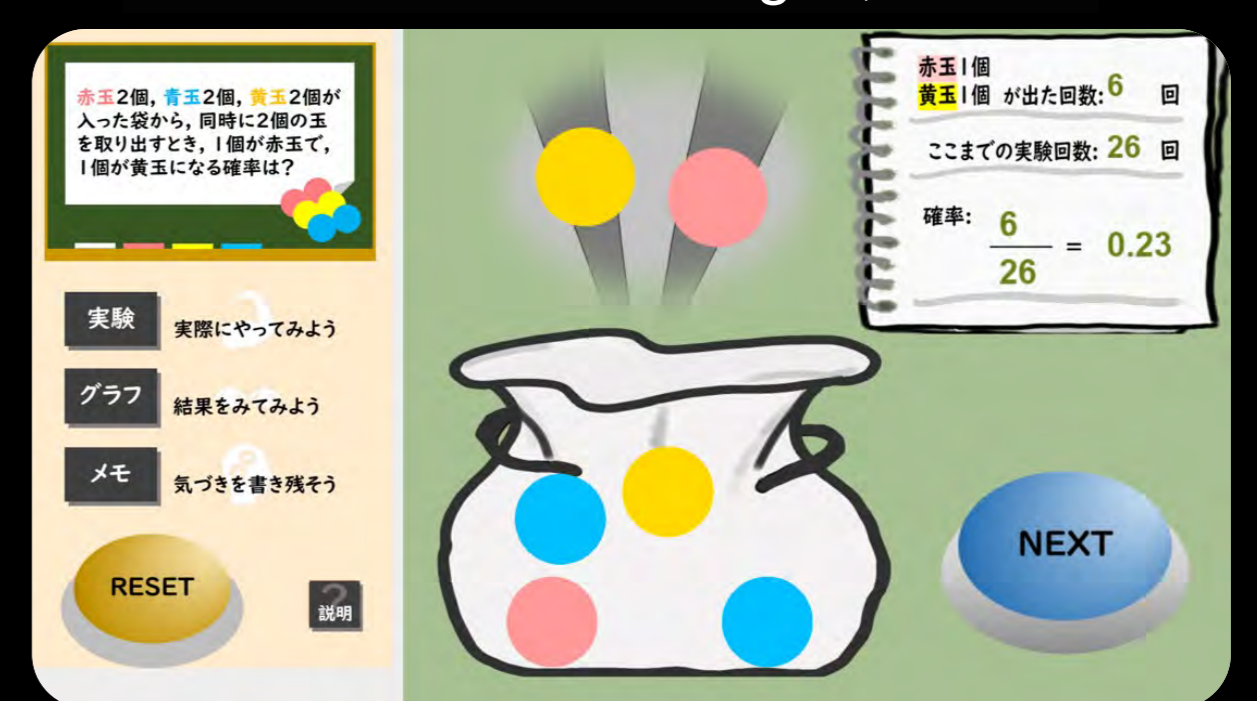 赤玉2個, 青玉2個, 黄玉2個が
入った袋から, 同時に2個の玉
を取り出すとき, 1個が赤玉で,
1個が黄玉になる確率は?
実験
実際にやってみよう
グラフ
結果をみてみよう
メモ
気づきを書き残そう
RESET
?
説明
赤玉1個
黄玉1個 が出た回数: 6 回
ここまでの実験回数: 26 回
確率: 6/26 = 0.23
NEXT